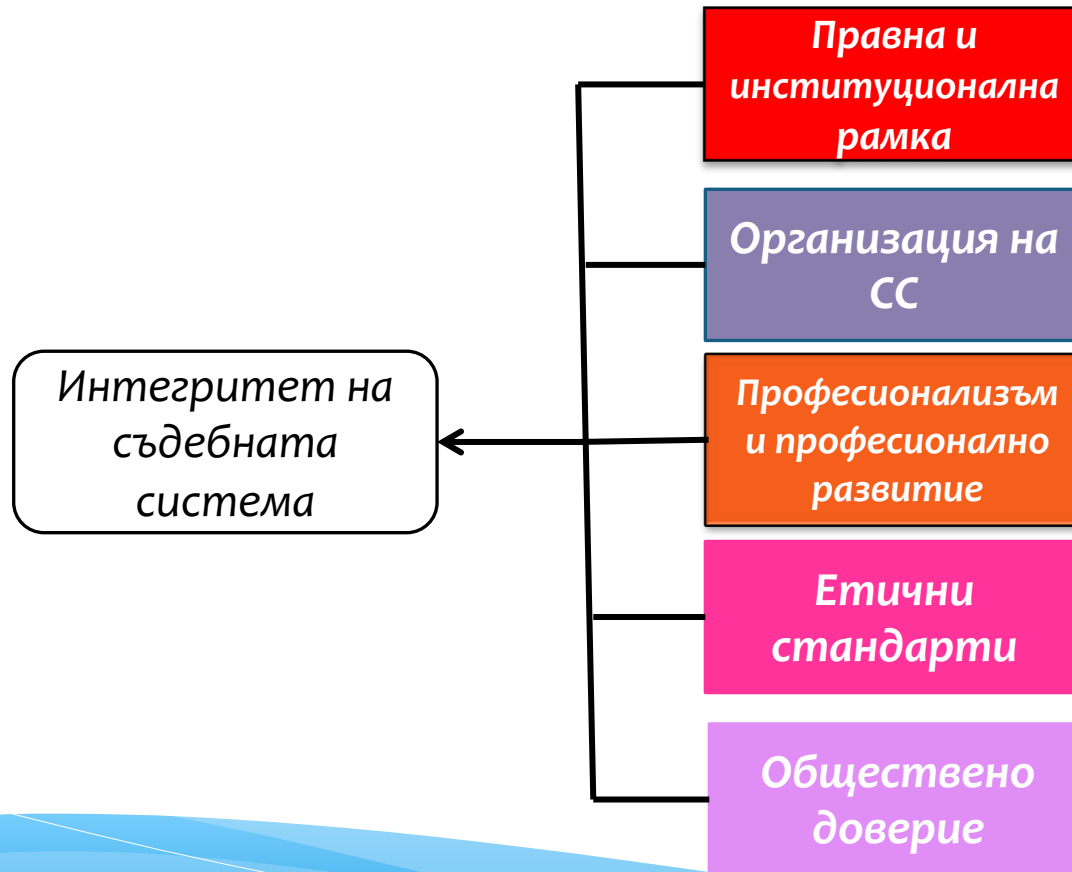 Правна и
институционална
рамка
Организация на
СС
Интегритет на
съдебната
система
Професионализъм
и професионално
развитие
Етични
стандарти
Обществено
доверие